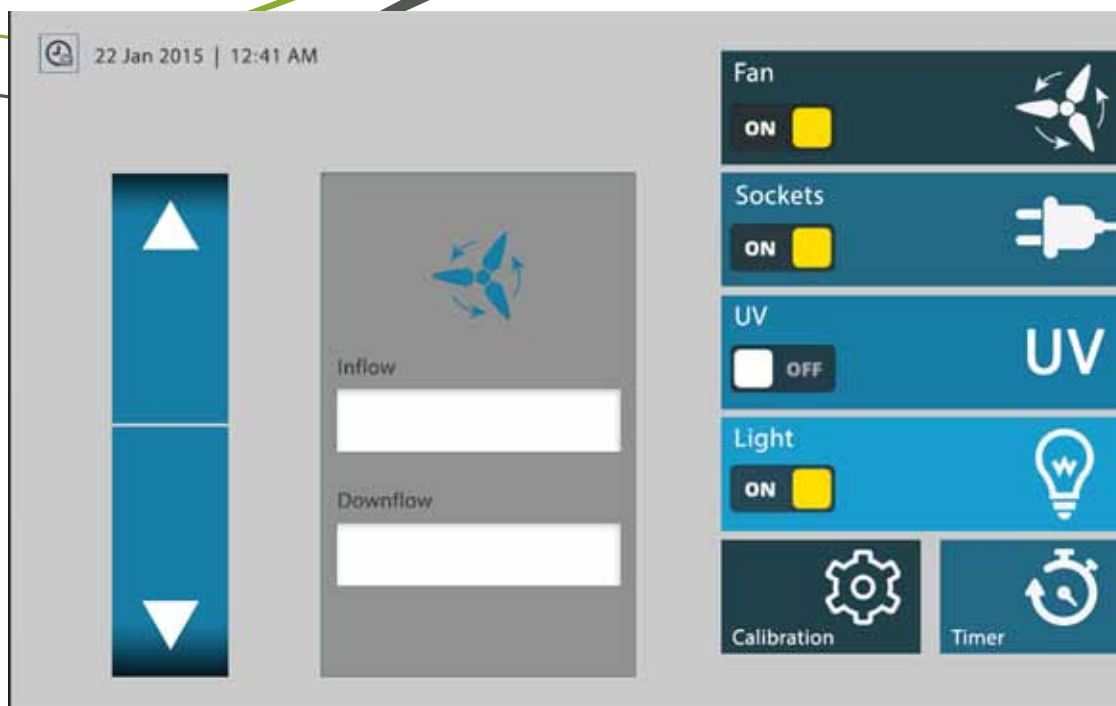 22 Jan 2015 | 12:41 AM
Fan
ON
Sockets
ON
UV
OFF
UV
Light
ON
Inflow
Downflow
Calibration
Timer